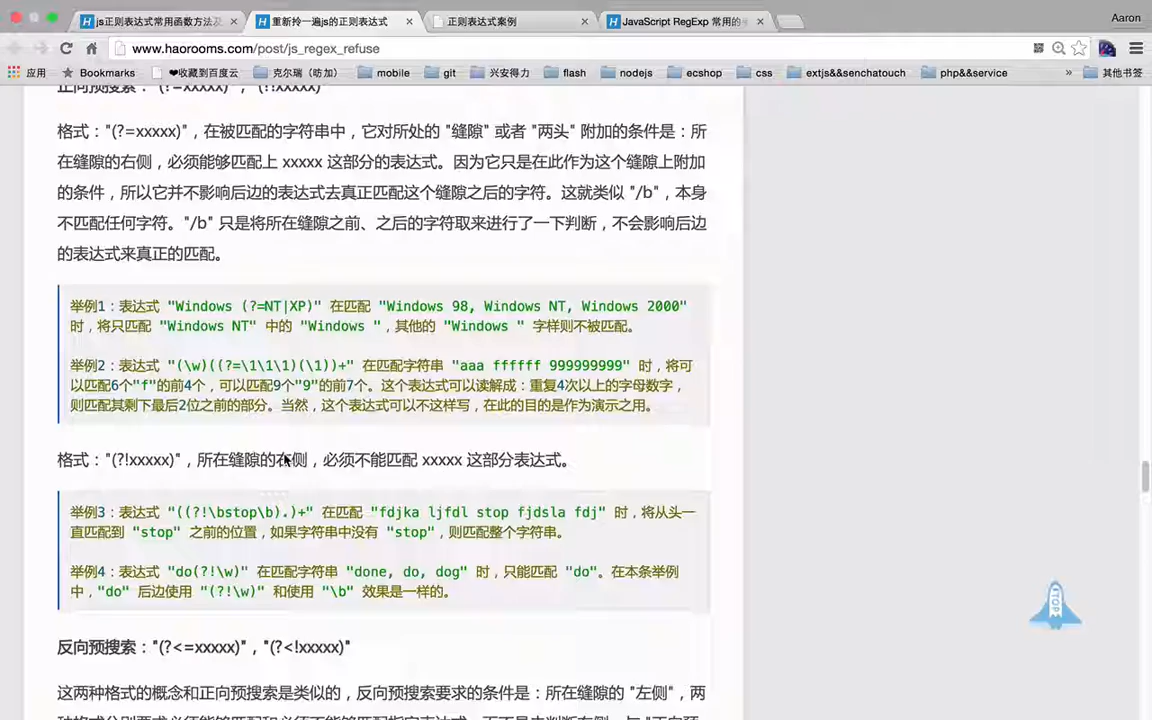 js正则表达式常用函数方法及
重新拎一遍js的正则表达式
正则表达式案例
JavaScript RegExp 常用的
Aaron
www.haorooms.com/post/js_regex_refuse
应用 Bookmarks ❤收藏到百度云 克尔瑞（昉加） mobile git 兴安得力 flash nodejs ecshop css extjs&&senchatouch php&&service » 其他书签
正向预搜索："(?=xxxxx)"，"(?!xxxxx)"
格式："(?=xxxxx)"，在被匹配的字符串中，它对所处的 "缝隙" 或者 "两头" 附加的条件是：所
在缝隙的右侧，必须能够匹配上 xxxxx 这部分的表达式。因为它只是在此作为这个缝隙上附加
的条件，所以它并不影响后边的表达式去真正匹配这个缝隙之后的字符。这就类似 "/b"，本身
不匹配任何字符。"/b" 只是将所在缝隙之前、之后的字符取来进行了一下判断，不会影响后边
的表达式来真正的匹配。
举例1：表达式 "Windows (?=NT|XP)" 在匹配 "Windows 98, Windows NT, Windows 2000"
时，将只匹配 "Windows NT" 中的 "Windows "，其他的 "Windows " 字样则不被匹配。
举例2：表达式 "(\w)((?=\1\1\1)(\1))+" 在匹配字符串 "aaa ffffff 999999999" 时，将可
以匹配6个"f"的前4个，可以匹配9个"9"的前7个。这个表达式可以读解成：重复4次以上的字母数字，
则匹配其剩下最后2位之前的部分。当然，这个表达式可以不这样写，在此的目的是作为演示之用。
格式："(?!xxxxx)"，所在缝隙的右侧，必须不能匹配 xxxxx 这部分表达式。
举例3：表达式 "((?!\bstop\b).)+" 在匹配 "fdjka ljfdl stop fjdsla fdj" 时，将从头一
直匹配到 "stop" 之前的位置，如果字符串中没有 "stop"，则匹配整个字符串。
举例4：表达式 "do(?!\w)" 在匹配字符串 "done, do, dog" 时，只能匹配 "do"。在本条举例
中，"do" 后边使用 "(?!\w)" 和使用 "\b" 效果是一样的。
TOP
反向预搜索："(?<=xxxxx)"，"(?<!xxxxx)"
这两种格式的概念和正向预搜索是类似的，反向预搜索要求的条件是：所在缝隙的 "左侧"，两